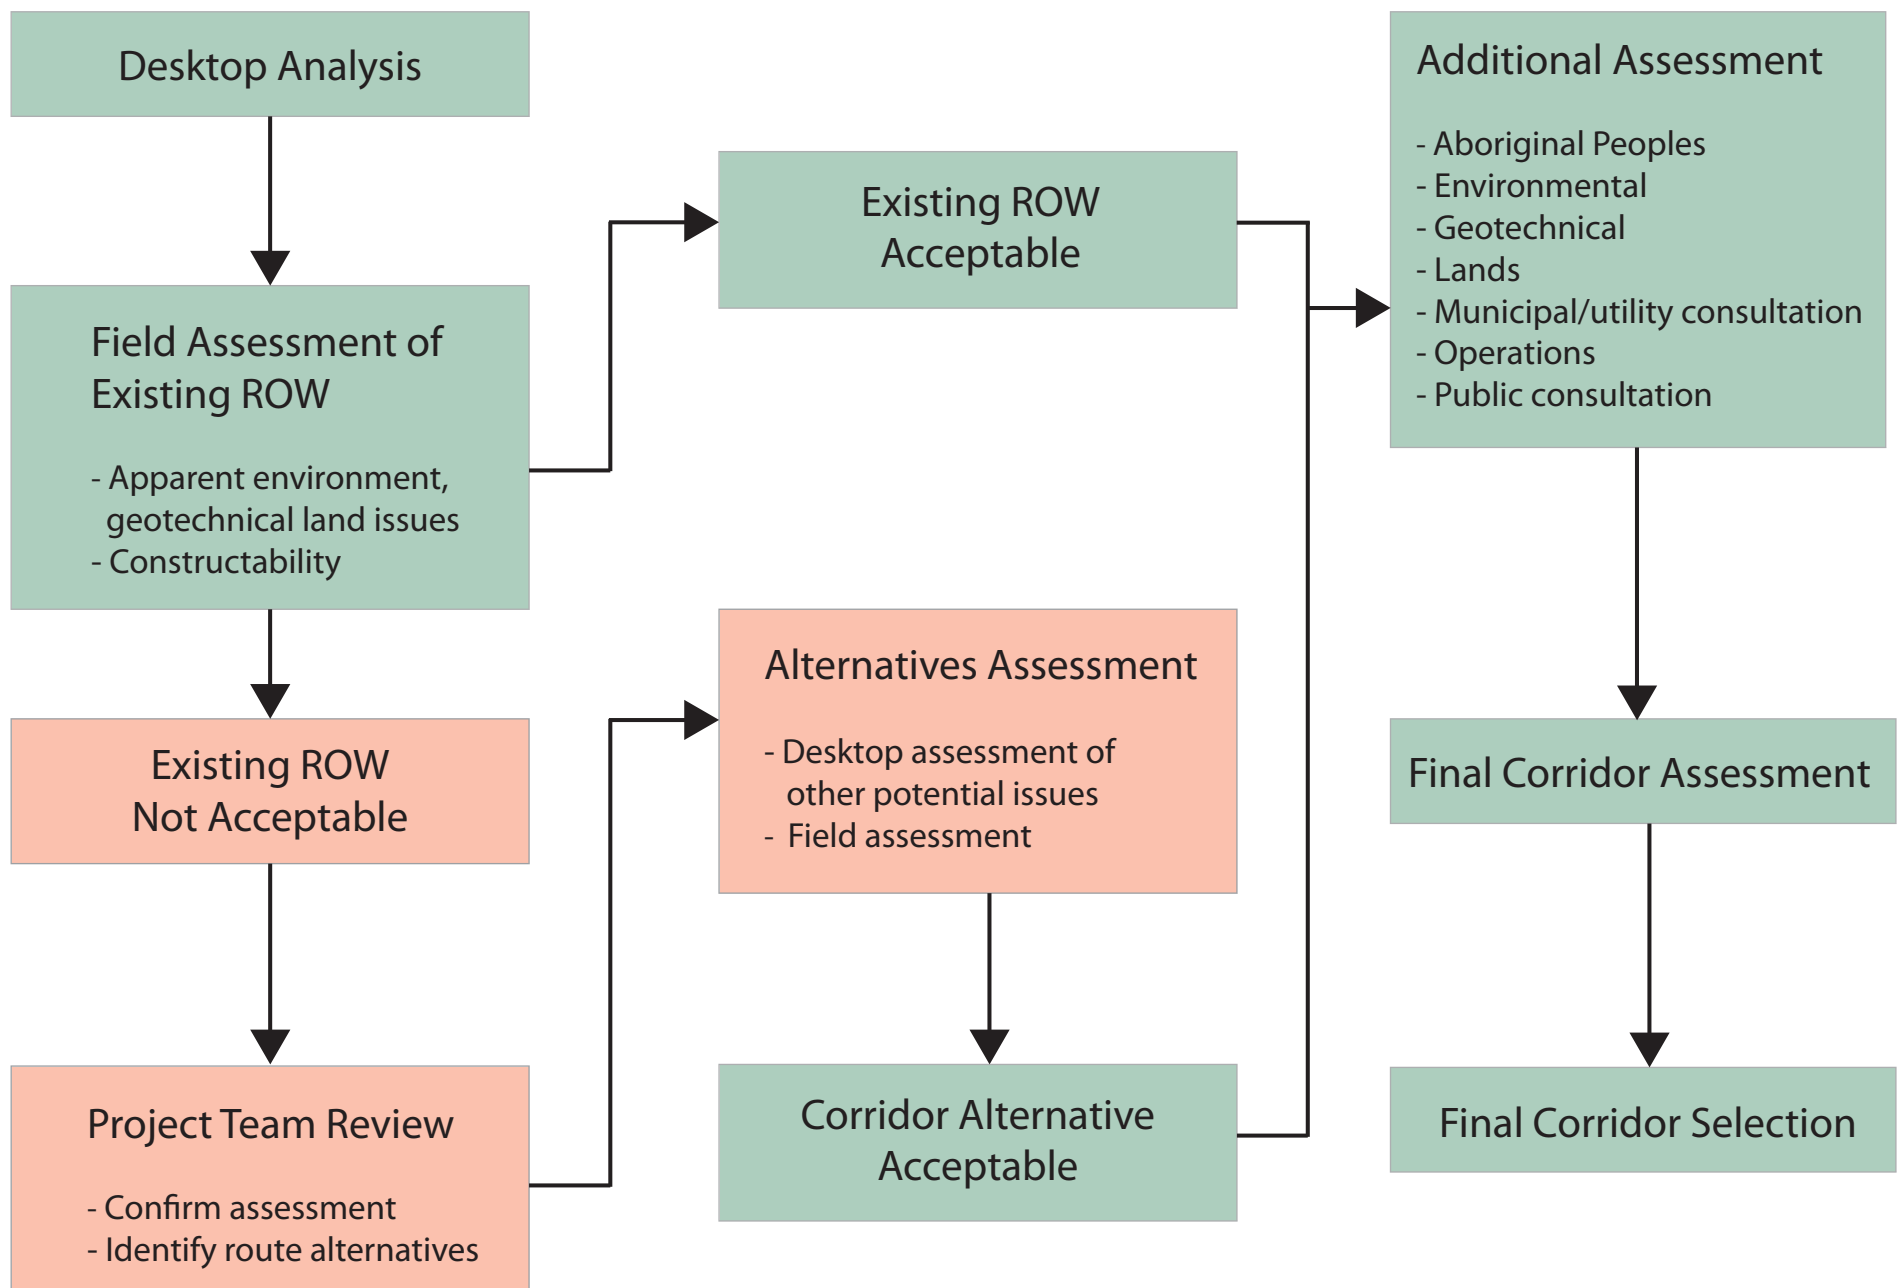 Desktop Analysis
Field Assessment of
Existing ROW
- Apparent environment,
geotechnical land issues
- Constructability
Existing ROW
Not Acceptable
Project Team Review
- Confirm assessment
- Identify route alternatives
Existing ROW
Acceptable
Alternatives Assessment
- Desktop assessment of
other potential issues
- Field assessment
Corridor Alternative
Acceptable
Additional Assessment
- Aboriginal Peoples
- Environmental
- Geotechnical
- Lands
- Municipal/utility consultation
- Operations
- Public consultation
Final Corridor Assessment
Final Corridor Selection